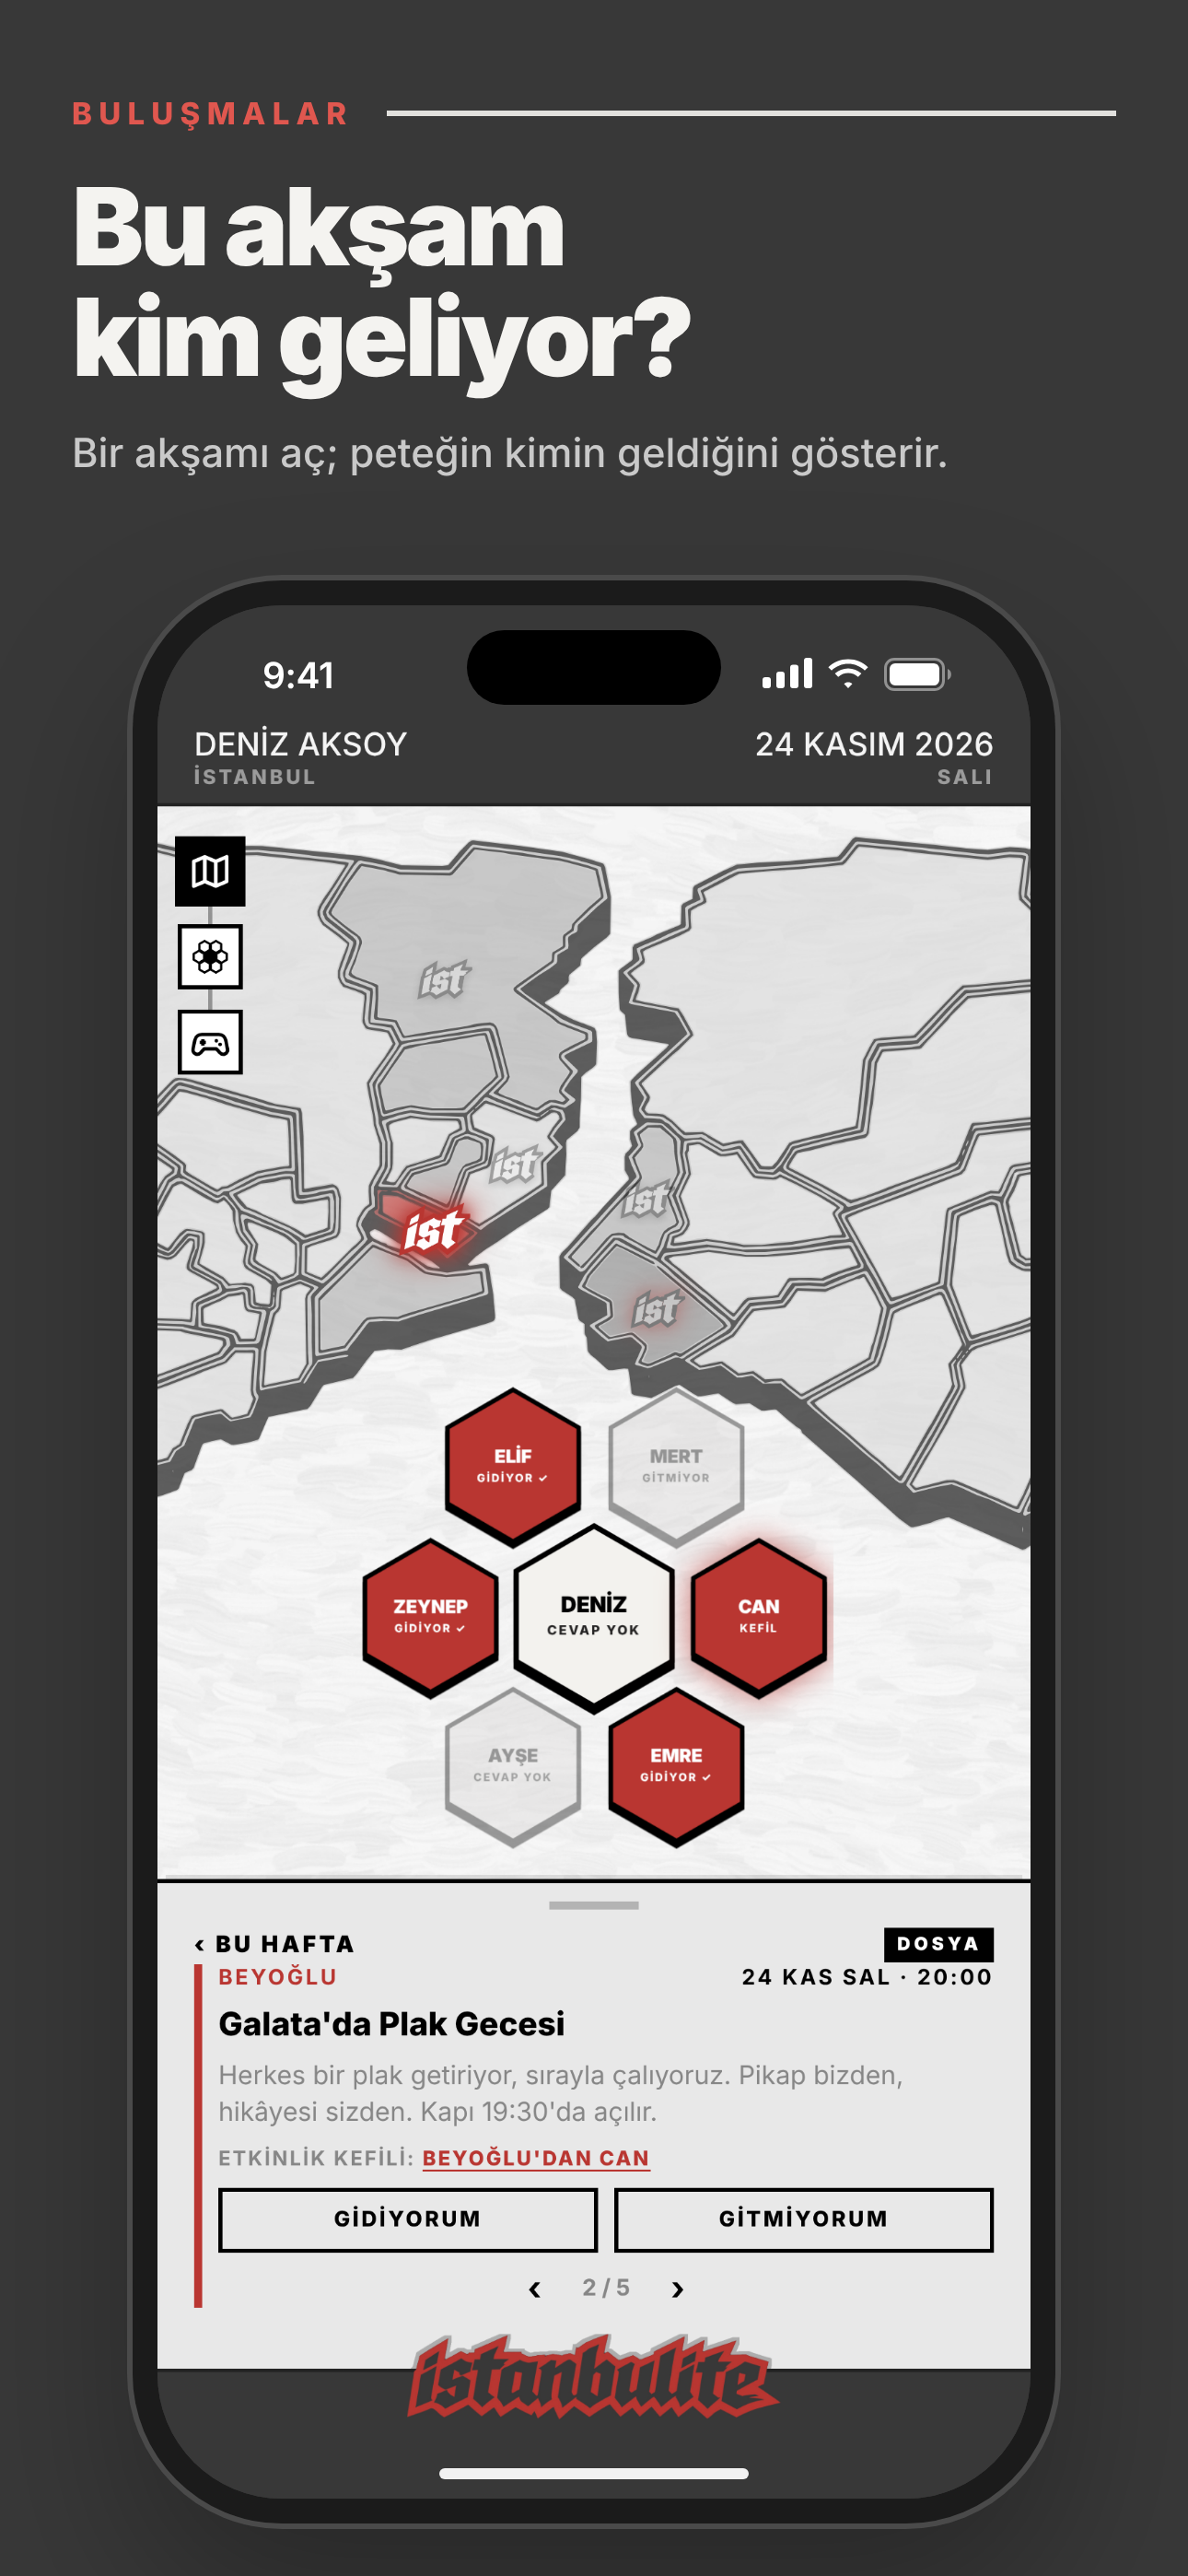 BULUŞMALAR
Bu akşam
kim geliyor?
Bir akşamı aç; peteğin kimin geldiğini gösterir.
9:41
DENİZ AKSOY
24 KASIM 2026
İSTANBUL
SALI
ist
ist
ist
ist
ist
ELİF
GİDİYOR ✓
MERT
GİTMİYOR
ZEYNEP
GİDİYOR ✓
DENİZ
CEVAP YOK
CAN
KEFİL
AYŞE
CEVAP YOK
EMRE
GİDİYOR ✓
‹ BU HAFTA
DOSYA
BEYOĞLU
24 KAS SAL · 20:00
Galata'da Plak Gecesi
Herkes bir plak getiriyor, sırayla çalıyoruz. Pikap bizden,
hikâyesi sizden. Kapı 19:30'da açılır.
ETKİNLİK KEFİLİ: BEYOĞLU'DAN CAN
GİDİYORUM
GİTMİYORUM
‹ 2 / 5 ›
istanbulite